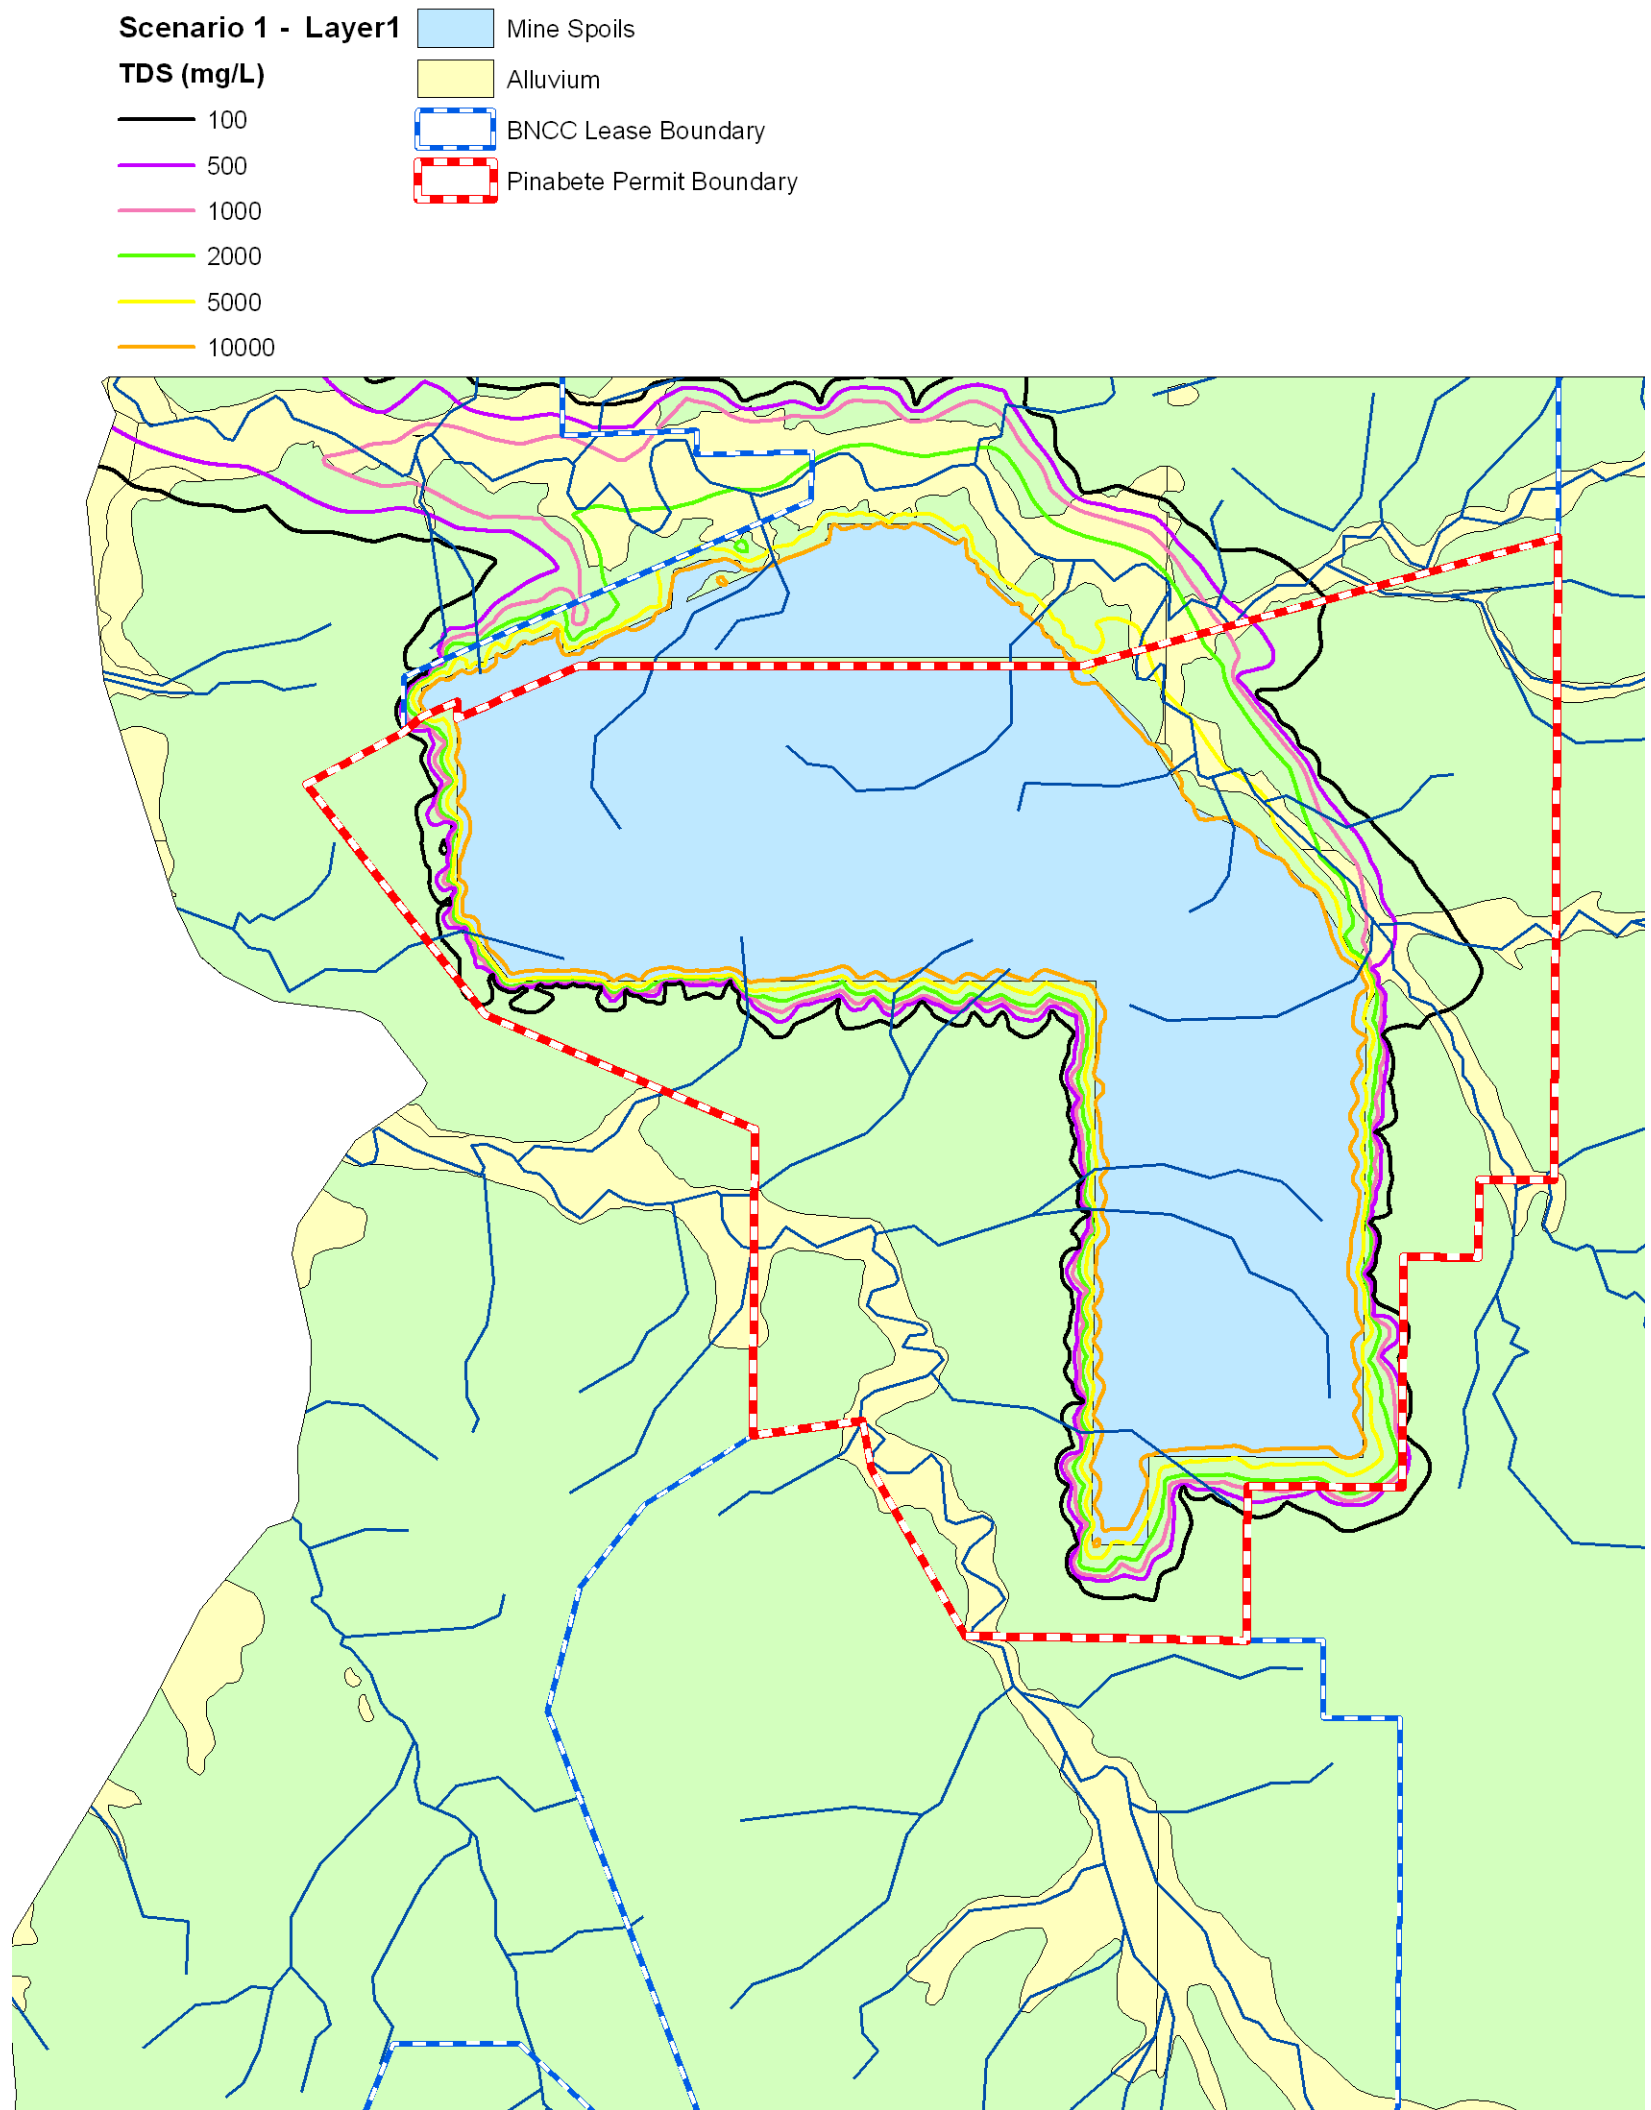 Scenario 1 - Layer1
TDS (mg/L)
100
500
1000
2000
5000
10000
Mine Spoils
Alluvium
BNCC Lease Boundary
Pinabete Permit Boundary